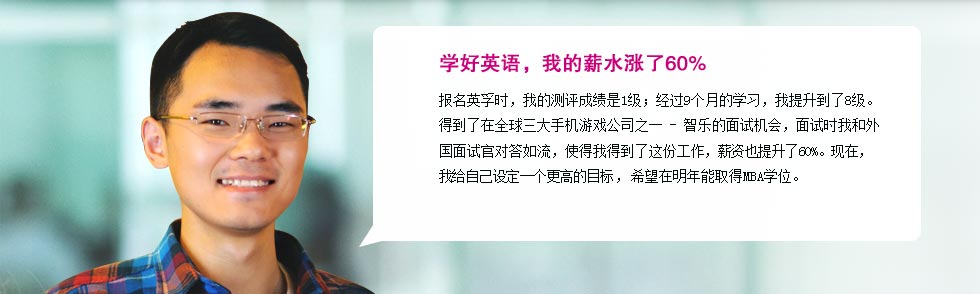 学好英语，我的薪水涨了60%
报名英孚时，我的测评成绩是1级；经过9个月的学习，我提升到了8级。
得到了在全球三大手机游戏公司之一 - 智乐的面试机会，面试时我和外
国面试官对答如流，使得我得到了这份工作，薪资也提升了60%。现在，
我给自己设定一个更高的目标，希望在明年能取得MBA学位。